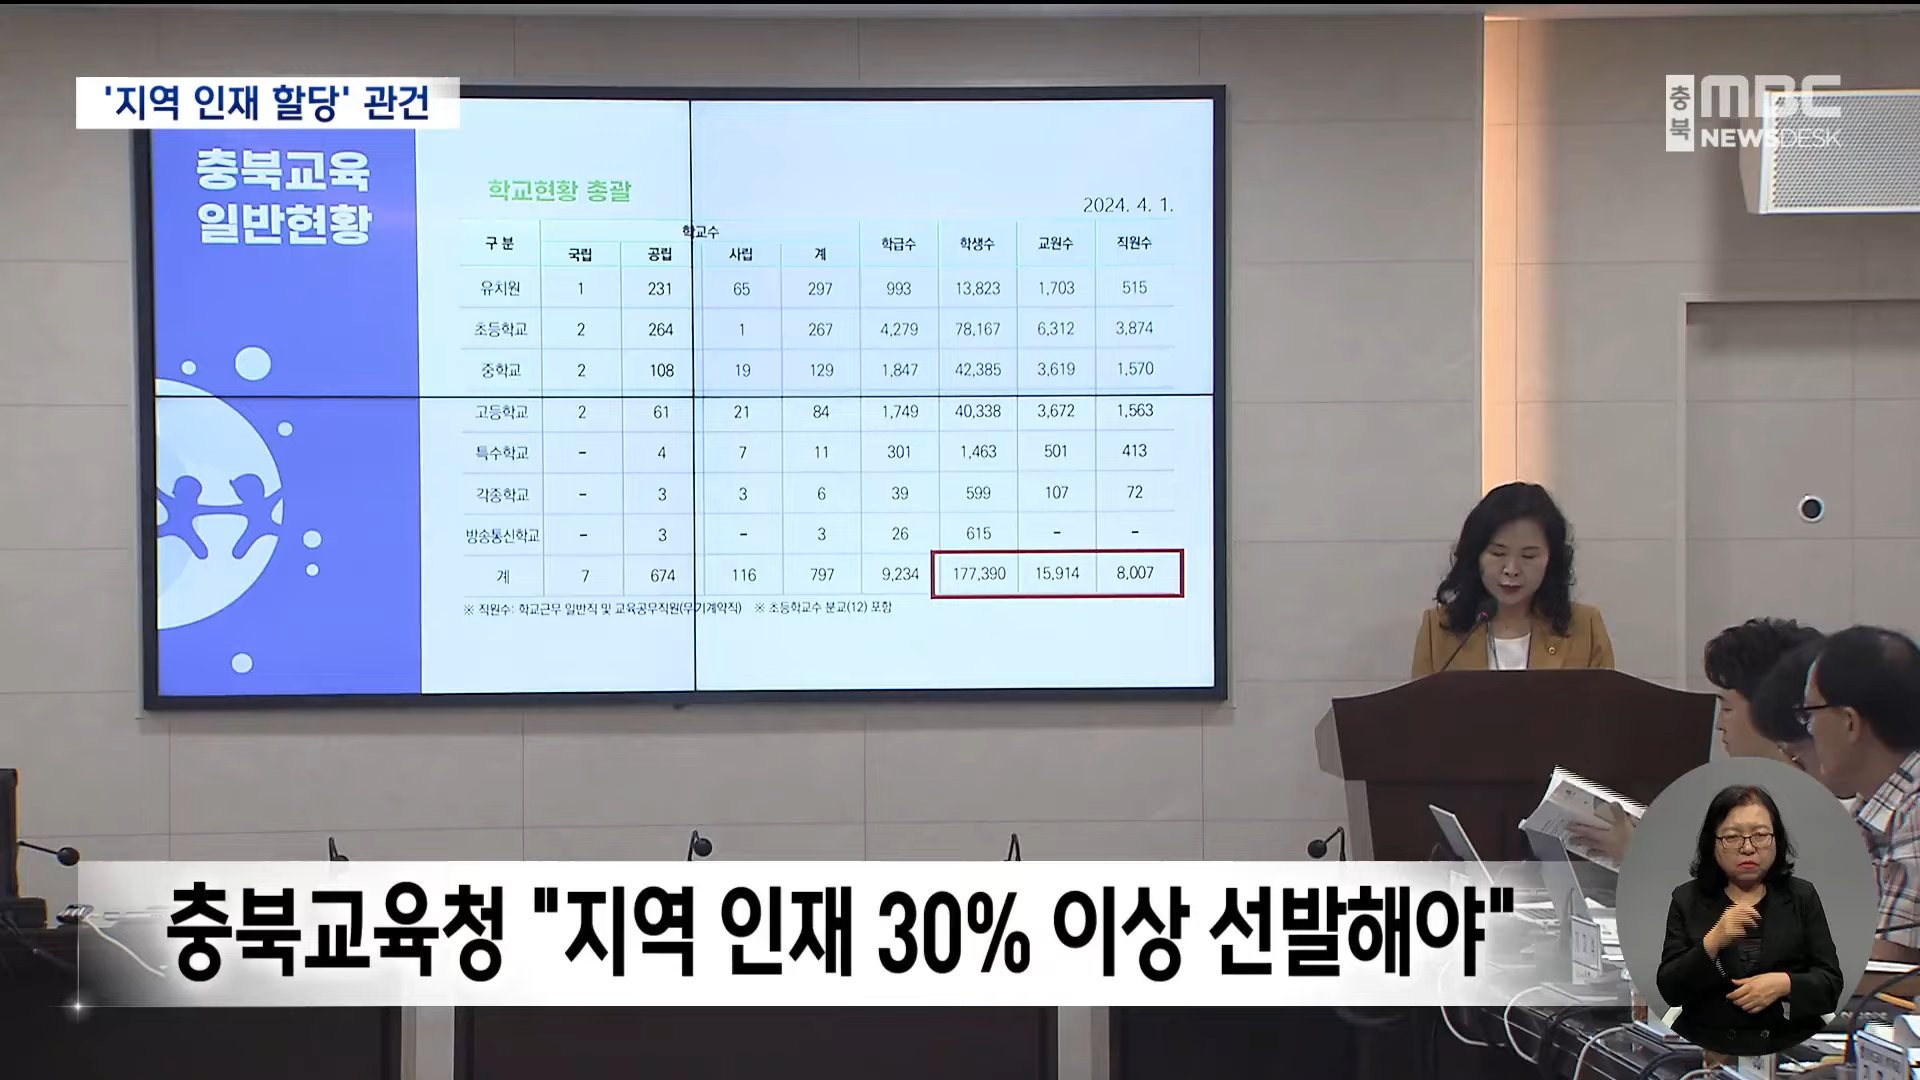 '지역 인재 할당' 관건
충북
MBC
NEWSDESK
충북교육
일반현황
학교현황 총괄
2024. 4. 1.
구 분 학교수 학급수 학생수 교원수 직원수
국립 공립 사립 계
유치원 1 231 65 297 993 13,823 1,703 515
초등학교 2 264 1 267 4,279 78,167 6,312 3,874
중학교 2 108 19 129 1,847 42,385 3,619 1,570
고등학교 2 61 21 84 1,749 40,338 3,672 1,563
특수학교 - 4 7 11 301 1,463 501 413
각종학교 - 3 3 6 39 599 107 72
방송통신학교 - 3 - 3 26 615 - -
계 7 674 116 797 9,234 177,390 15,914 8,007
※ 직원수: 학교근무 일반직 및 교육공무직원(무기계약직) ※ 초등학교수 분교(12) 포함
충북교육청 "지역 인재 30% 이상 선발해야"